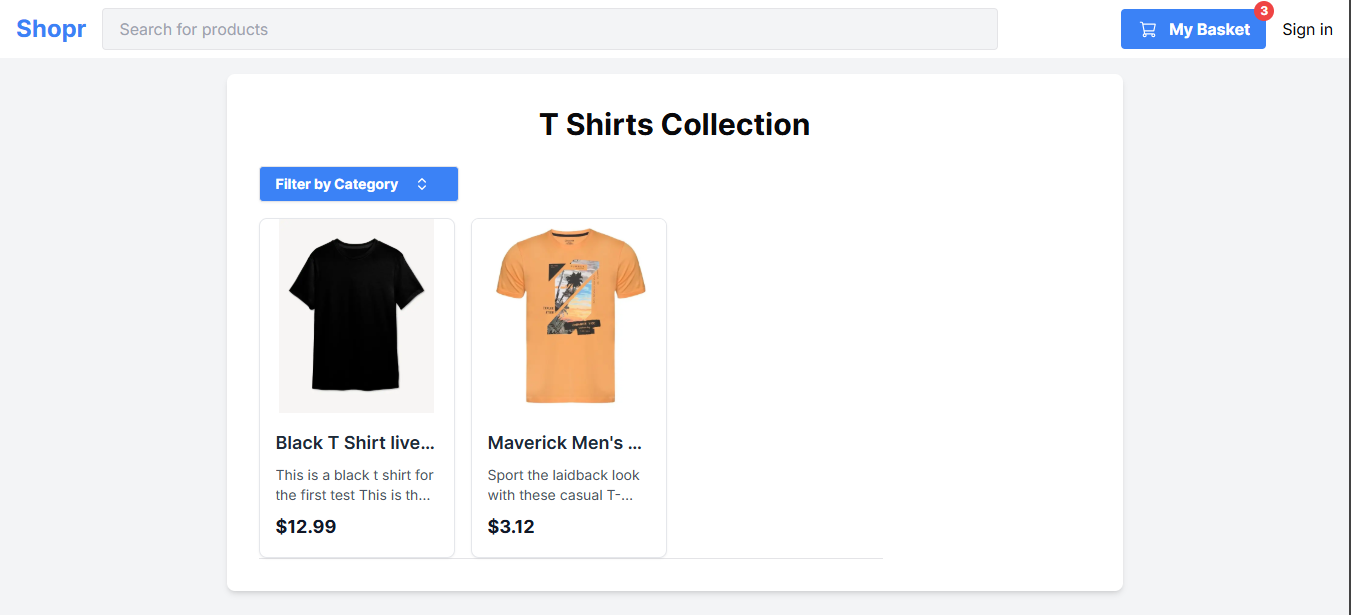 Shopr
Search for products
My Basket
3
Sign in
T Shirts Collection
Filter by Category
Black T Shirt live...
This is a black t shirt for
the first test This is th...
$12.99
Maverick Men's ...
Sport the laidback look
with these casual T-...
$3.12